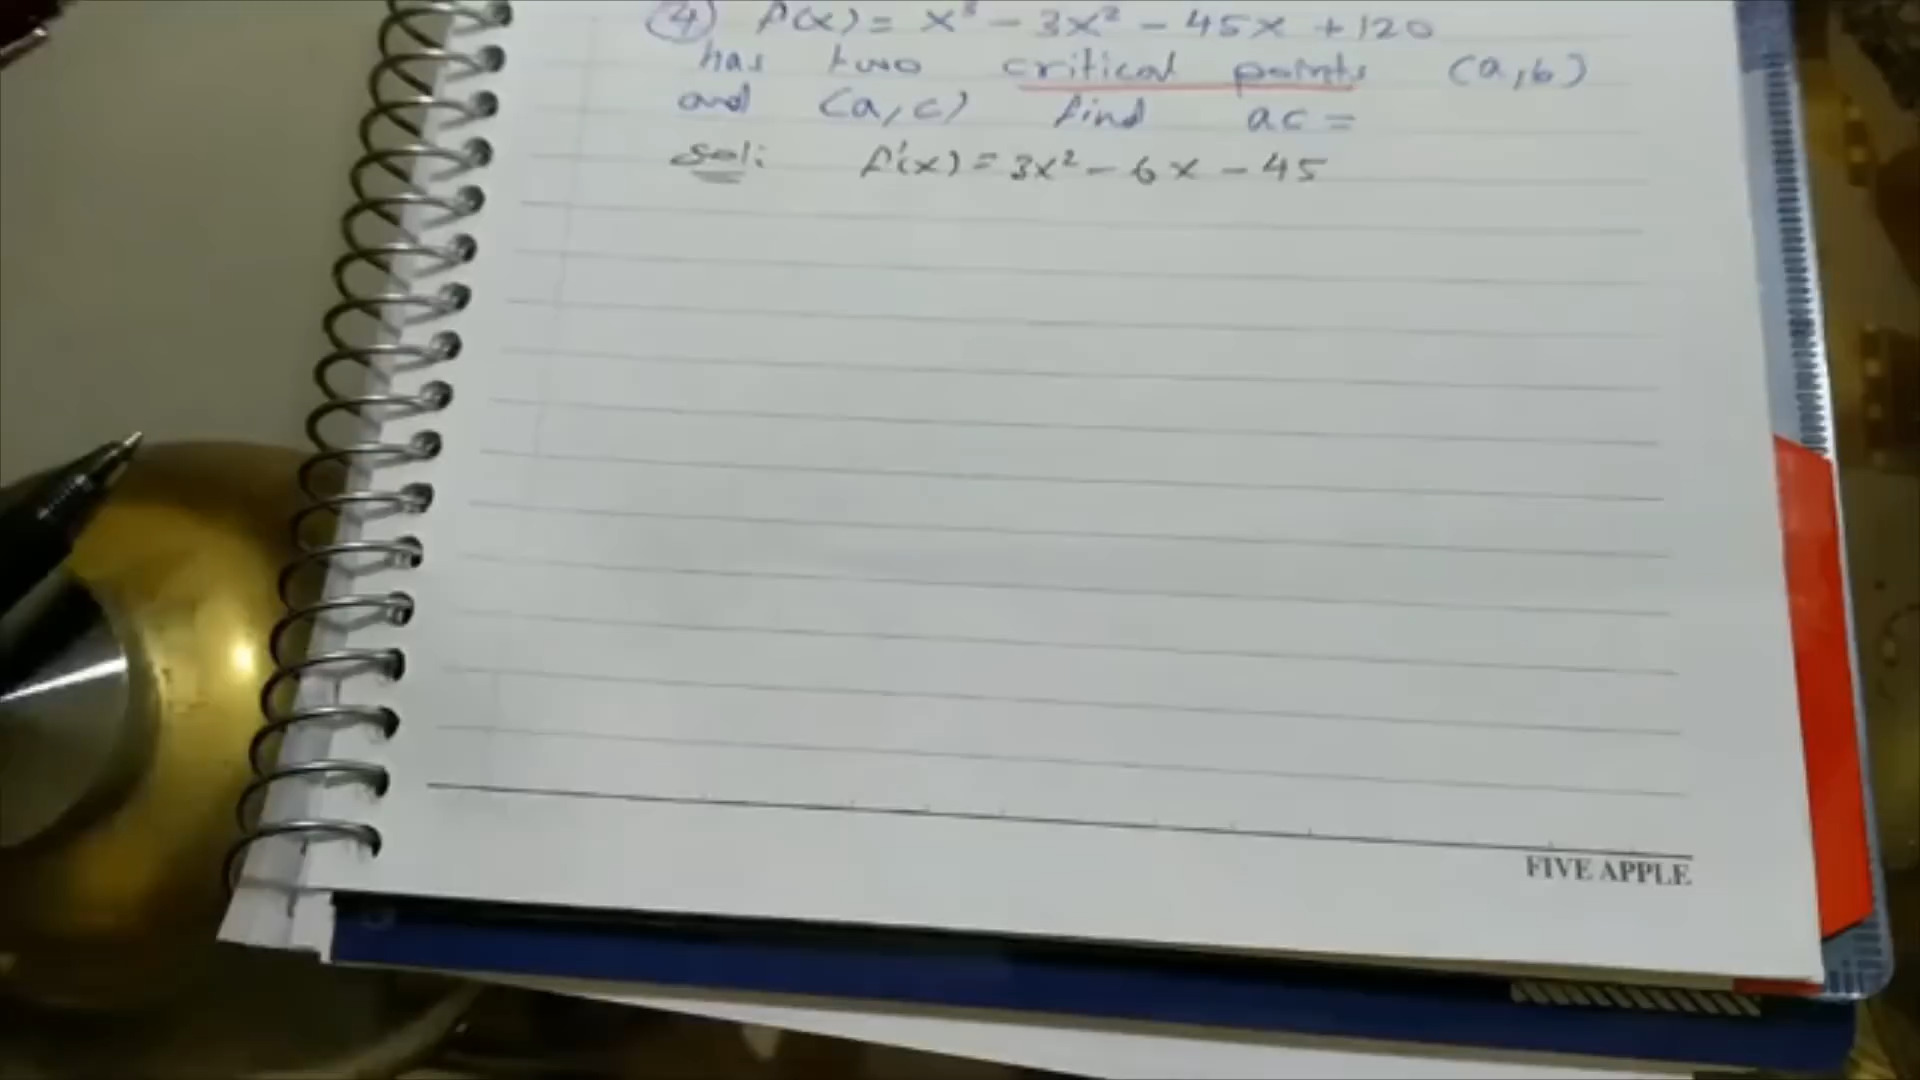 ④ f(x) = x³ - 3x² - 45x + 120
has two critical points (a,b)
and (a,c) find ac =
Sol: f'(x) = 3x² - 6x - 45
FIVE APPLE